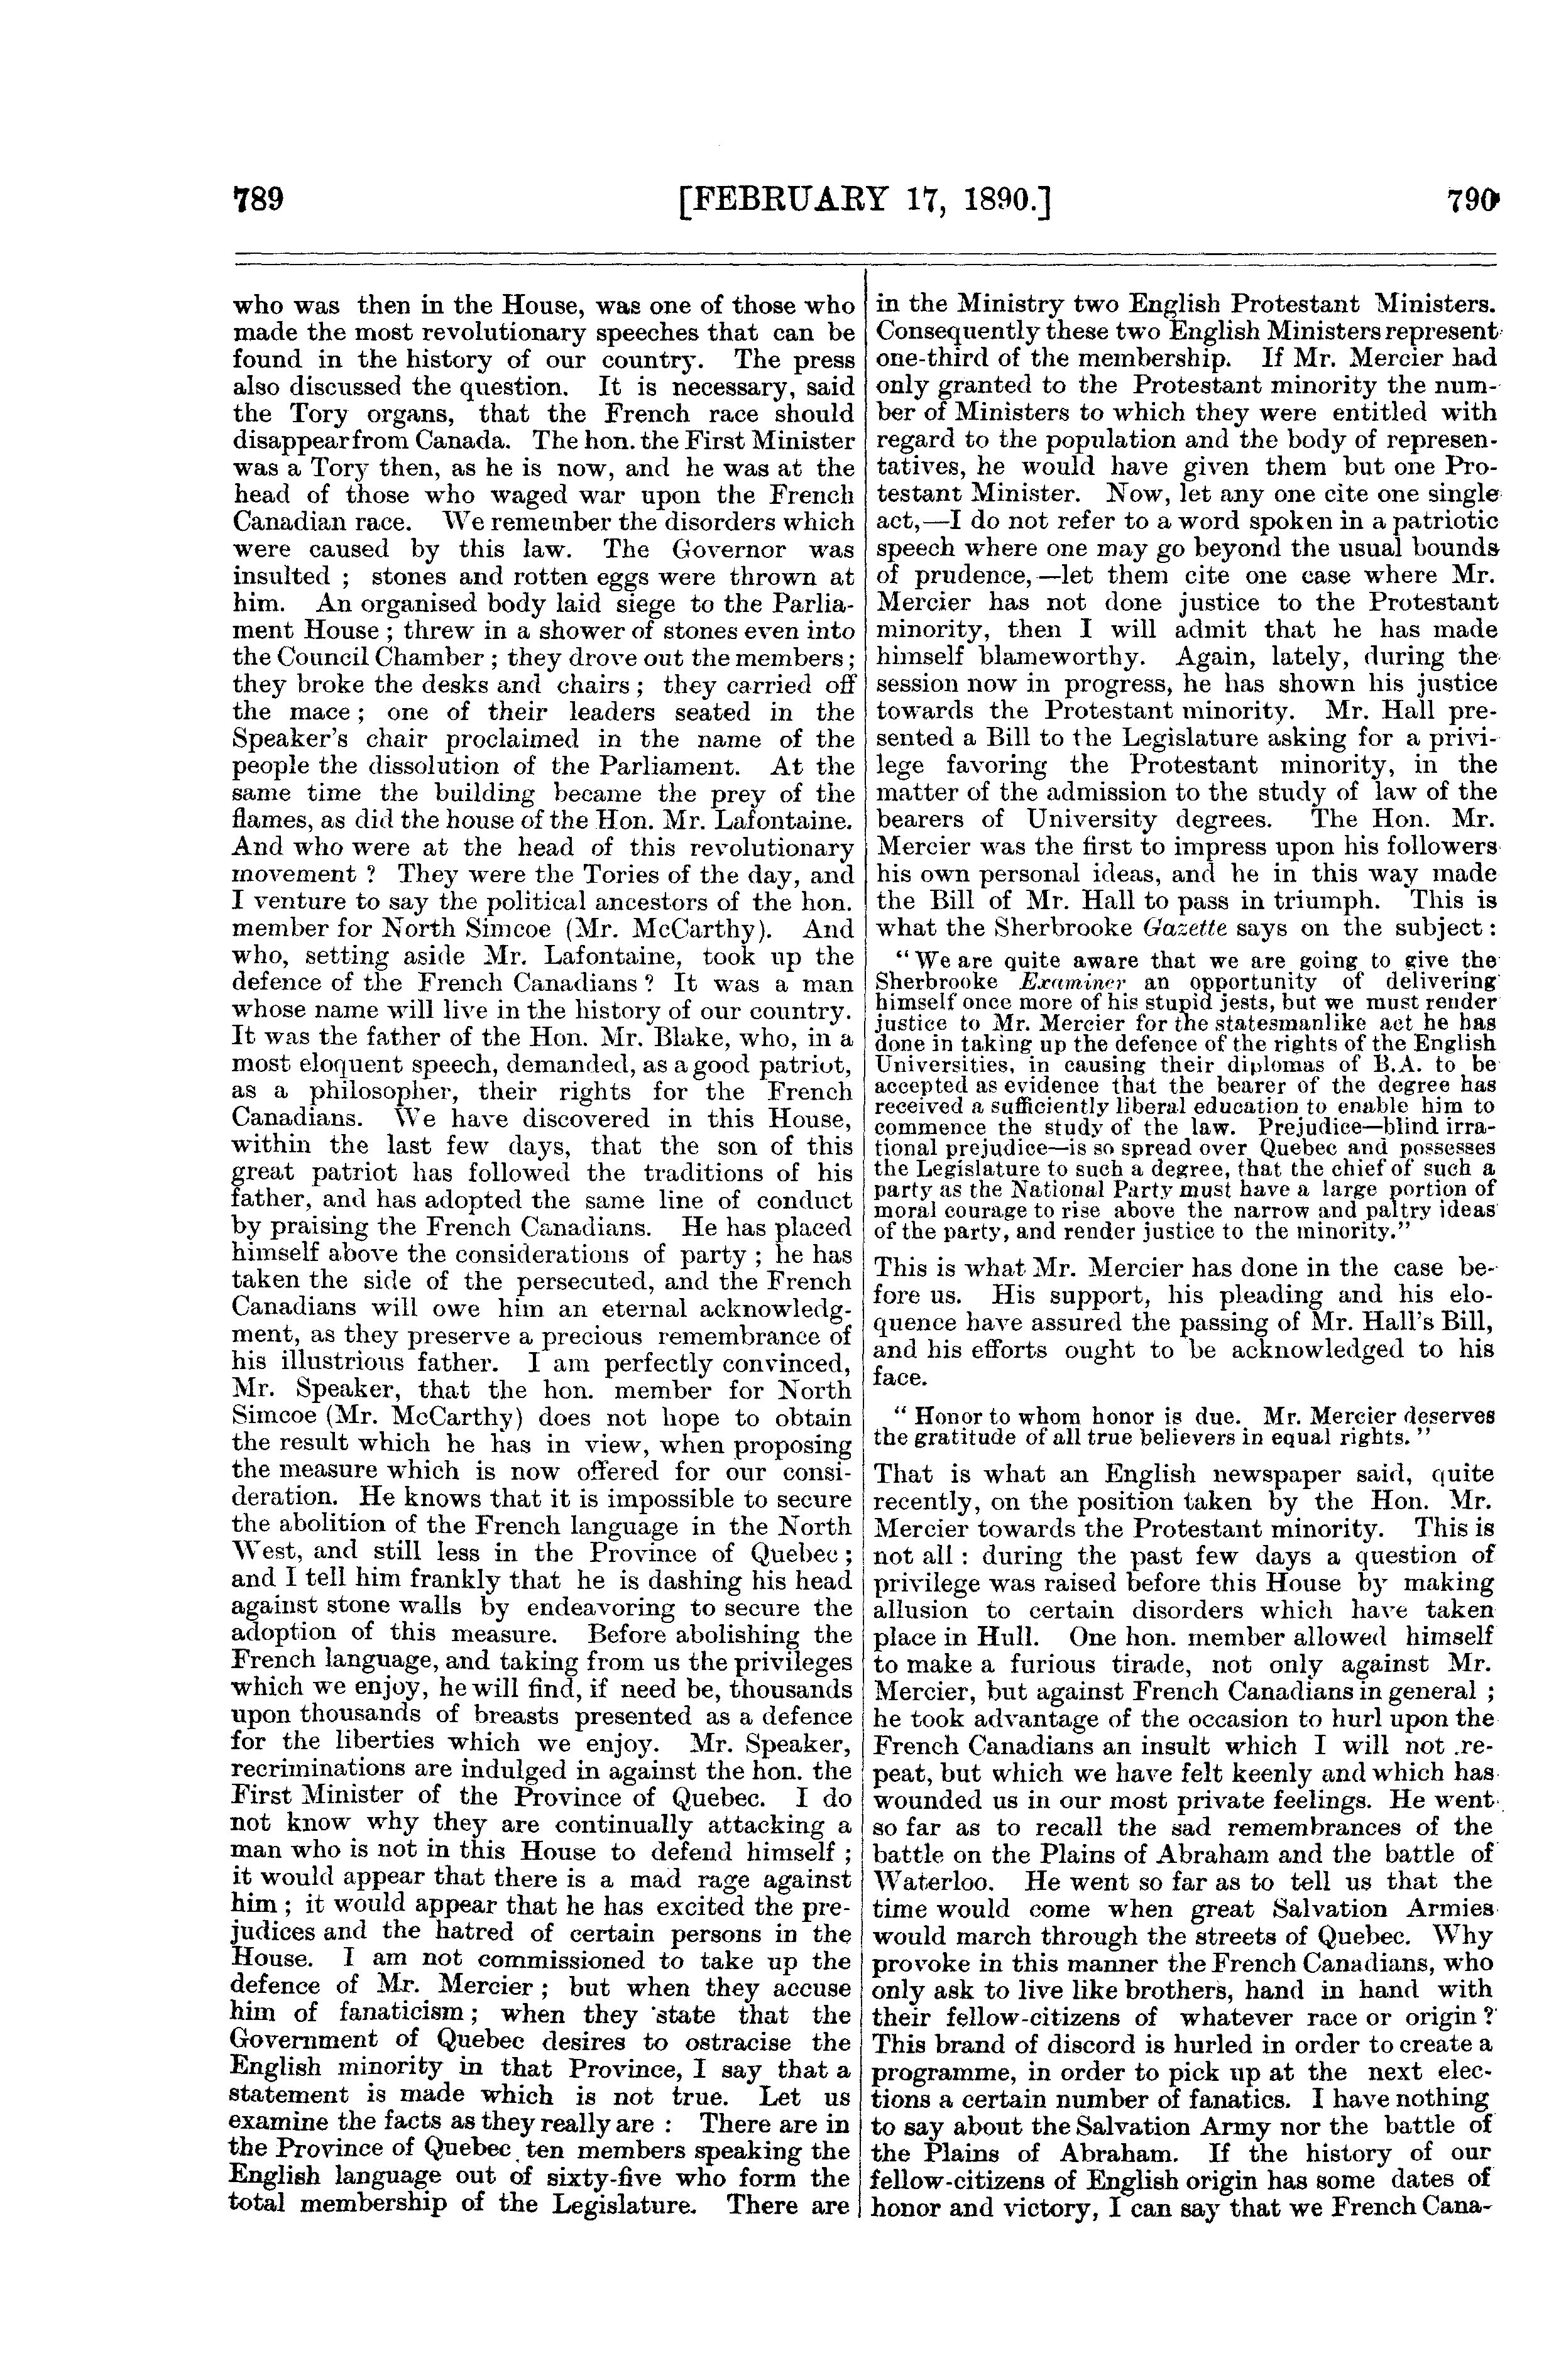 789
[FEBRUARY 17, 1890.]
790
who was then in the House, was one of those who
made the most revolutionary speeches that can be
found in the history of our country. The press
also discussed the question. It is necessary, said
the Tory organs, that the French race should
disappear from Canada. The hon. the First Minister
was a Tory then, as he is now, and he was at the
head of those who waged war upon the French
Canadian race. We remember the disorders which
were caused by this law. The Governor was
insulted ; stones and rotten eggs were thrown at
him. An organised body laid siege to the Parlia-
ment House ; threw in a shower of stones even into
the Council Chamber ; they drove out the members ;
they broke the desks and chairs ; they carried off
the mace ; one of their leaders seated in the
Speaker's chair proclaimed in the name of the
people the dissolution of the Parliament. At the
same time the building became the prey of the
flames, as did the house of the Hon. Mr. Lafontaine.
And who were at the head of this revolutionary
movement ? They were the Tories of the day, and
I venture to say the political ancestors of the hon.
member for North Simcoe (Mr. McCarthy). And
who, setting aside Mr. Lafontaine, took up the
defence of the French Canadians ? It was a man
whose name will live in the history of our country.
It was the father of the Hon. Mr. Blake, who, in a
most eloquent speech, demanded, as a good patriot,
as a philosopher, their rights for the French
Canadians. We have discovered in this House,
within the last few days, that the son of this
great patriot has followed the traditions of his
father, and has adopted the same line of conduct
by praising the French Canadians. He has placed
himself above the considerations of party ; he has
taken the side of the persecuted, and the French
Canadians will owe him an eternal acknowledg-
ment, as they preserve a precious remembrance of
his illustrious father. I am perfectly convinced,
Mr. Speaker, that the hon. member for North
Simcoe (Mr. McCarthy) does not hope to obtain
the result which he has in view, when proposing
the measure which is now offered for our consi-
deration. He knows that it is impossible to secure
the abolition of the French language in the North
West, and still less in the Province of Quebec ;
and I tell him frankly that he is dashing his head
against stone walls by endeavoring to secure the
adoption of this measure. Before abolishing the
French language, and taking from us the privileges
which we enjoy, he will find, if need be, thousands
upon thousands of breasts presented as a defence
for the liberties which we enjoy. Mr. Speaker,
recriminations are indulged in against the hon. the
First Minister of the Province of Quebec. I do
not know why they are continually attacking a
man who is not in this House to defend himself ;
it would appear that there is a mad rage against
him ; it would appear that he has excited the pre-
judices and the hatred of certain persons in the
House. I am not commissioned to take up the
defence of Mr. Mercier ; but when they accuse
him of fanaticism ; when they state that the
Government of Quebec desires to ostracise the
English minority in that Province, I say that a
statement is made which is not true. Let us
examine the facts as they really are : There are in
the Province of Quebec ten members speaking the
English language out of sixty-five who form the
total membership of the Legislature. There are
in the Ministry two English Protestant Ministers.
Consequently these two English Ministers represent
one-third of the membership. If Mr. Mercier had
only granted to the Protestant minority the num-
ber of Ministers to which they were entitled with
regard to the population and the body of represen-
tatives, he would have given them but one Pro-
testant Minister. Now, let any one cite one single
act,—I do not refer to a word spoken in a patriotic
speech where one may go beyond the usual bounds
of prudence,—let them cite one case where Mr.
Mercier has not done justice to the Protestant
minority, then I will admit that he has made
himself blameworthy. Again, lately, during the
session now in progress, he has shown his justice
towards the Protestant minority. Mr. Hall pre-
sented a Bill to the Legislature asking for a privi-
lege favoring the Protestant minority, in the
matter of the admission to the study of law of the
bearers of University degrees. The Hon. Mr.
Mercier was the first to impress upon his followers
his own personal ideas, and he in this way made
the Bill of Mr. Hall to pass in triumph. This is
what the Sherbrooke Gazette says on the subject :
"We are quite aware that we are going to give the
Sherbrooke Examiner an opportunity of delivering
himself once more of his stupid jests, but we must render
justice to Mr. Mercier for the statesmanlike act he has
done in taking up the defence of the rights of the English
Universities, in causing their diplomas of B.A. to be
accepted as evidence that the bearer of the degree has
received a sufficiently liberal education to enable him to
commence the study of the law. Prejudice—blind irra-
tional prejudice—is so spread over Quebec and possesses
the Legislature to such a degree, that the chief of such a
party as the National Party must have a large portion of
moral courage to rise above the narrow and paltry ideas
of the party, and render justice to the minority."
This is what Mr. Mercier has done in the case be-
fore us. His support, his pleading and his elo-
quence have assured the passing of Mr. Hall's Bill,
and his efforts ought to be acknowledged to his
face.
" Honor to whom honor is due. Mr. Mercier deserves
the gratitude of all true believers in equal rights. "
That is what an English newspaper said, quite
recently, on the position taken by the Hon. Mr.
Mercier towards the Protestant minority. This is
not all : during the past few days a question of
privilege was raised before this House by making
allusion to certain disorders which have taken
place in Hull. One hon. member allowed himself
to make a furious tirade, not only against Mr.
Mercier, but against French Canadians in general ;
he took advantage of the occasion to hurl upon the
French Canadians an insult which I will not re-
peat, but which we have felt keenly and which has
wounded us in our most private feelings. He went
so far as to recall the sad remembrances of the
battle on the Plains of Abraham and the battle of
Waterloo. He went so far as to tell us that the
time would come when great Salvation Armies
would march through the streets of Quebec. Why
provoke in this manner the French Canadians, who
only ask to live like brothers, hand in hand with
their fellow-citizens of whatever race or origin ?
This brand of discord is hurled in order to create a
programme, in order to pick up at the next elec-
tions a certain number of fanatics. I have nothing
to say about the Salvation Army nor the battle of
the Plains of Abraham. If the history of our
fellow-citizens of English origin has some dates of
honor and victory, I can say that we French Cana-